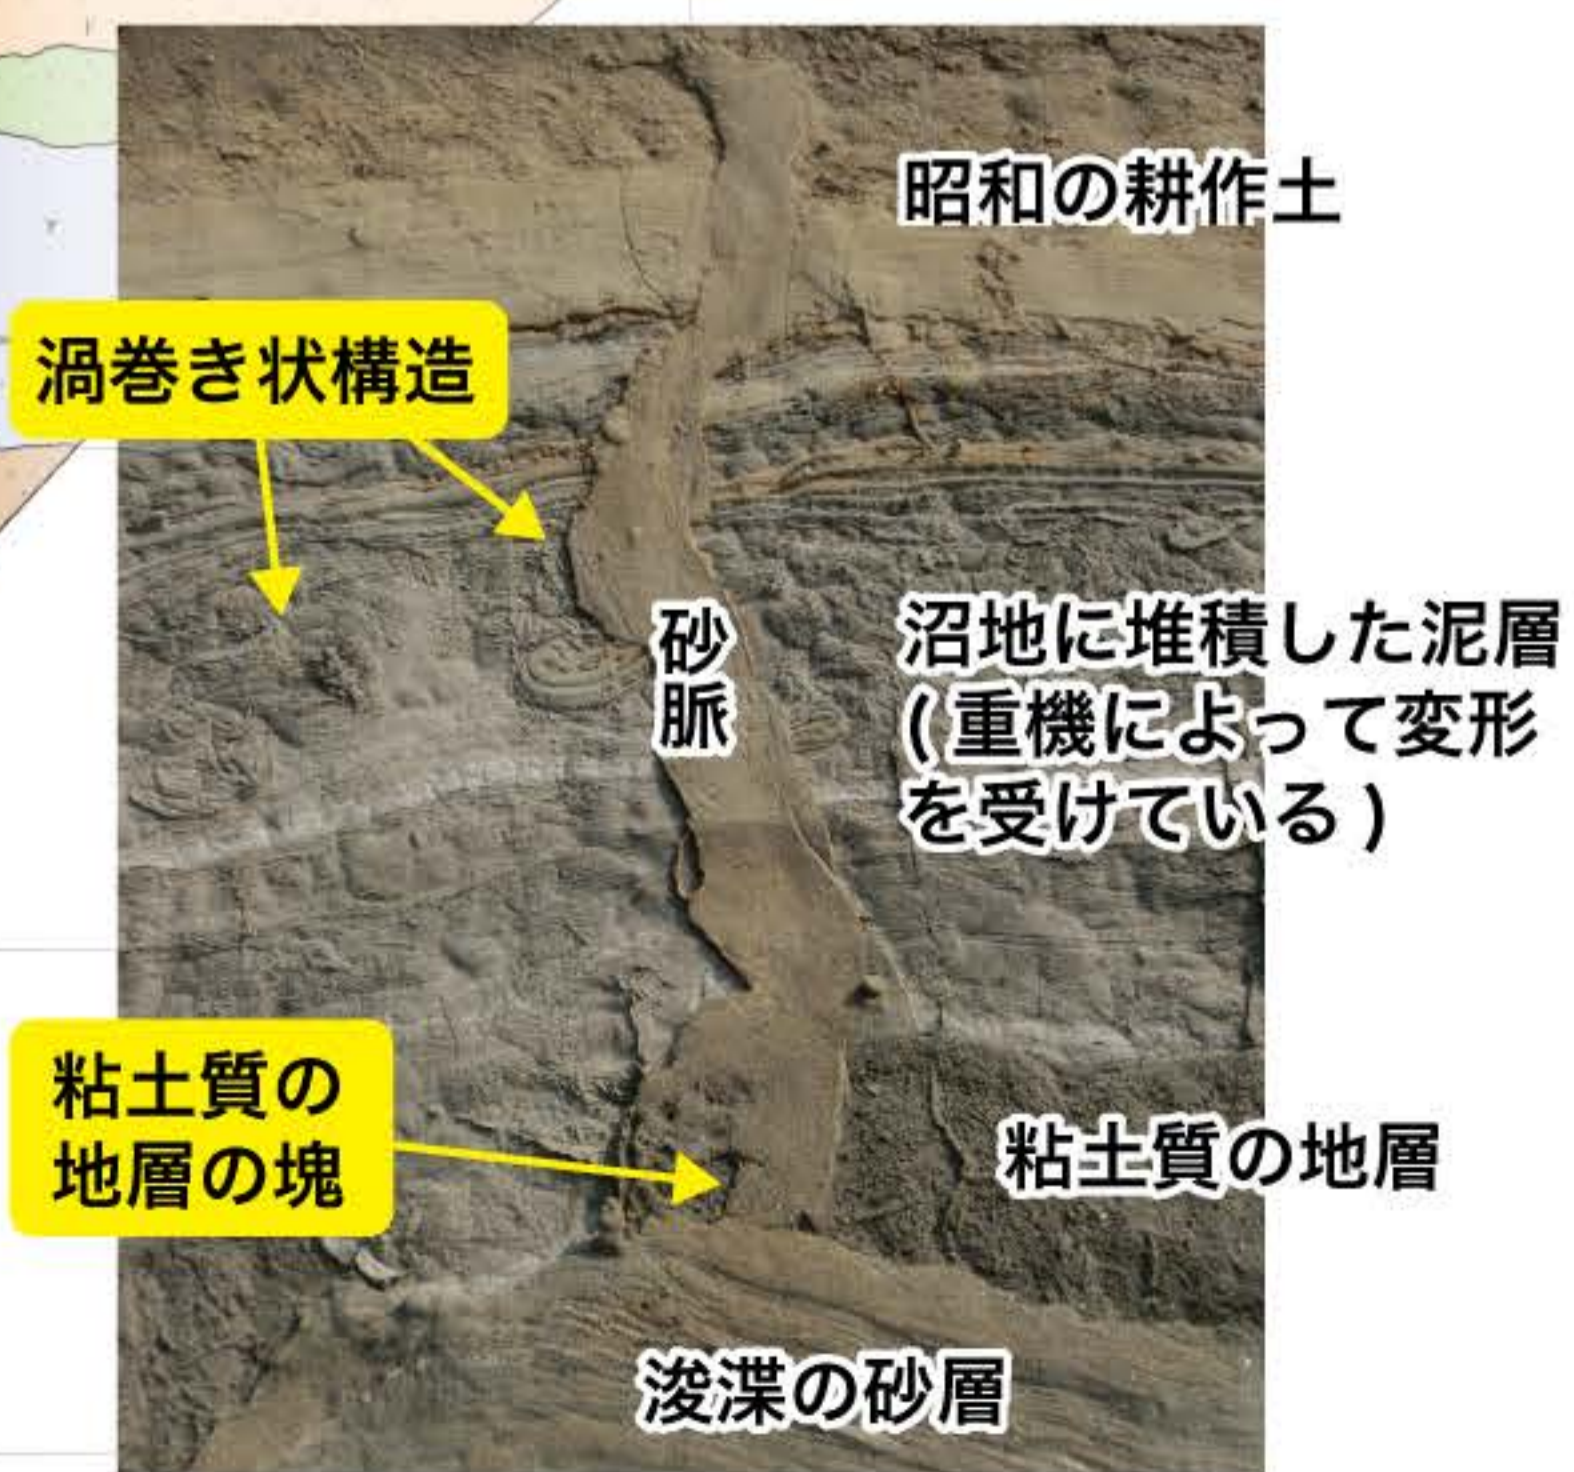 昭和の耕作土
渦巻き状構造
砂脈
沼地に堆積した泥層
(重機によって変形
を受けている)
粘土質の
地層の塊
粘土質の地層
浚渫の砂層